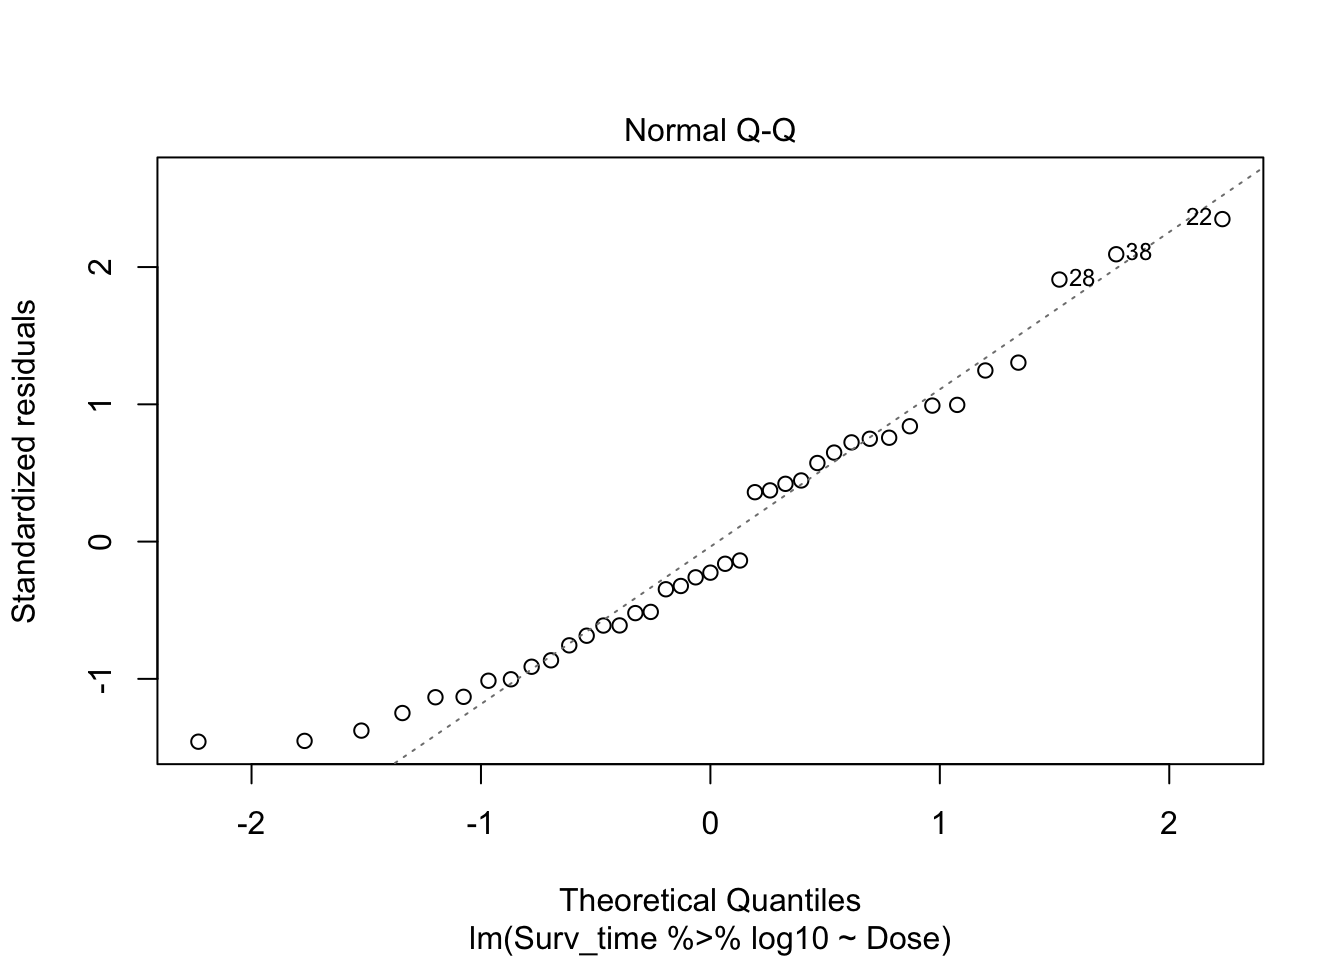 Normal Q-Q
Standardized residuals
2
1
0
-1
22
38
28
-2 -1 0 1 2
Theoretical Quantiles
lm(Surv_time %>% log10 ~ Dose)